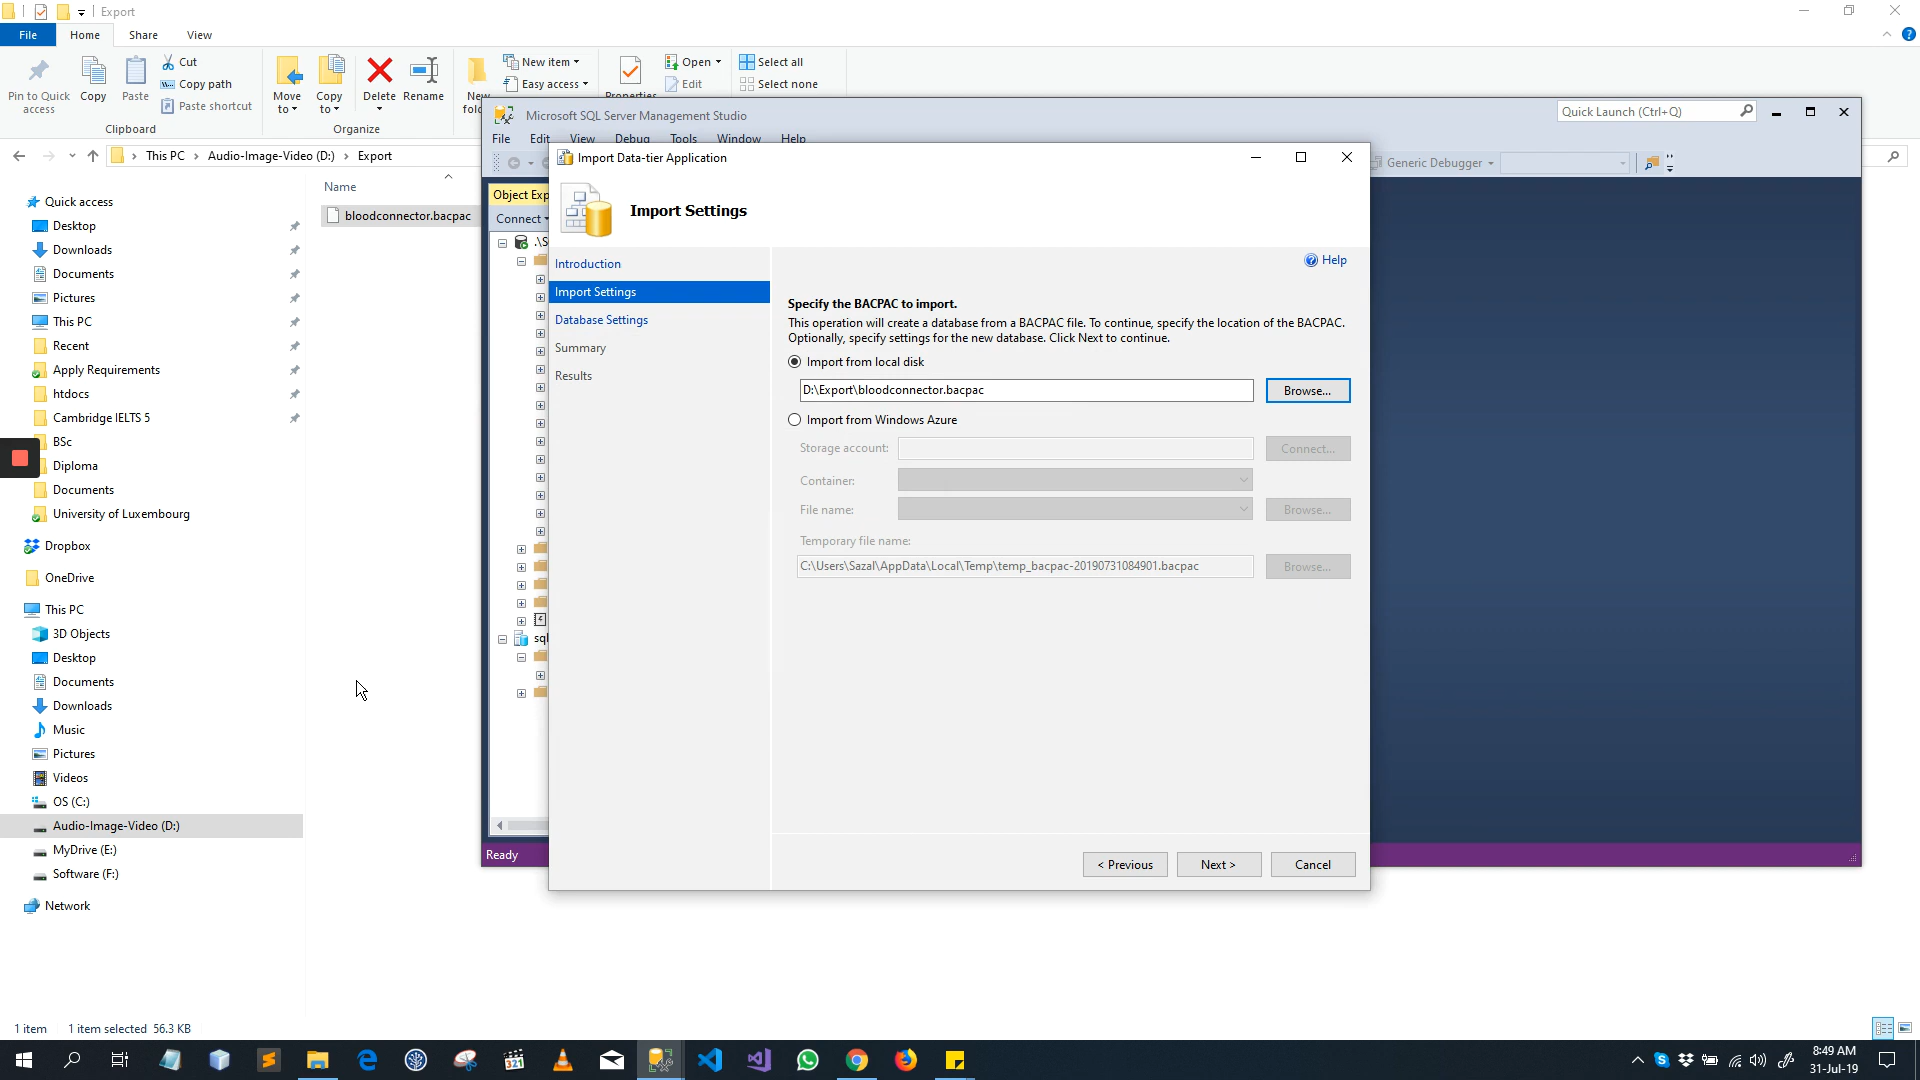 Export
File
Home
Share
View
Pin to Quick
access
Copy
Paste
Cut
Copy path
Paste shortcut
Clipboard
Move
to
Copy
to
Delete
Rename
Organize
New
New item
Easy access
Properties
Open
Edit
Select all
Select none
This PC
Audio-Image-Video (D:)
Export
Name
bloodconnector.bacpac
Quick access
Desktop
Downloads
Documents
Pictures
This PC
Recent
Apply Requirements
htdocs
Cambridge IELTS 5
BSc
Diploma
Documents
University of Luxembourg
Dropbox
OneDrive
This PC
3D Objects
Desktop
Documents
Downloads
Music
Pictures
Videos
OS (C:)
Audio-Image-Video (D:)
MyDrive (E:)
Software (F:)
Network
1 item
1 item selected 56.3 KB
Microsoft SQL Server Management Studio
Quick Launch (Ctrl+Q)
File
Edit
View
Debug
Tools
Window
Help
Generic Debugger
Object Exp
Connect
.\S
sql
Ready
Import Data-tier Application
Import Settings
Introduction
Import Settings
Database Settings
Summary
Results
Help
Specify the BACPAC to import.
This operation will create a database from a BACPAC file. To continue, specify the location of the BACPAC.
Optionally, specify settings for the new database. Click Next to continue.
Import from local disk
D:\Export\bloodconnector.bacpac
Browse...
Import from Windows Azure
Storage account:
Connect...
Container:
File name:
Browse...
Temporary file name:
C:\Users\Sazal\AppData\Local\Temp\temp_bacpac-20190731084901.bacpac
Browse...
< Previous
Next >
Cancel
321
8:49 AM
31-Jul-19